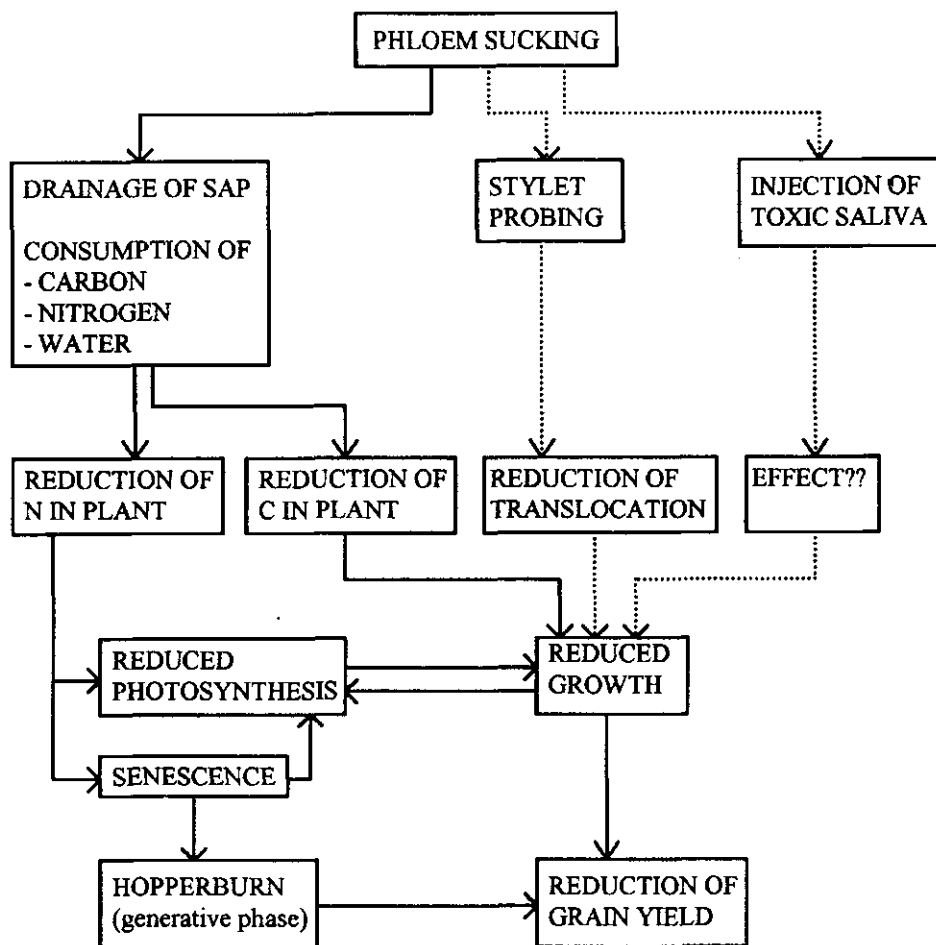 PHLOEM SUCKING
DRAINAGE OF SAP
CONSUMPTION OF
- CARBON
- NITROGEN
- WATER
STYLET
PROBING
INJECTION OF
TOXIC SALIVA
REDUCTION OF
N IN PLANT
REDUCTION OF
C IN PLANT
REDUCTION OF
TRANSLOCATION
EFFECT??
REDUCED
PHOTOSYNTHESIS
REDUCED
GROWTH
SENESCENCE
HOPPERBURN
(generative phase)
REDUCTION OF
GRAIN YIELD